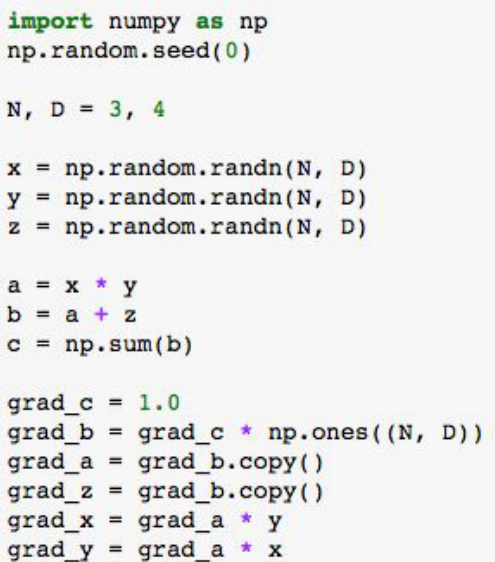 import numpy as np
np.random.seed(0)
N, D = 3, 4
x = np.random.randn(N, D)
y = np.random.randn(N, D)
z = np.random.randn(N, D)
a = x * y
b = a + z
c = np.sum(b)
grad_c = 1.0
grad_b = grad_c * np.ones((N, D))
grad_a = grad_b.copy()
grad_z = grad_b.copy()
grad_x = grad_a * y
grad_y = grad_a * x